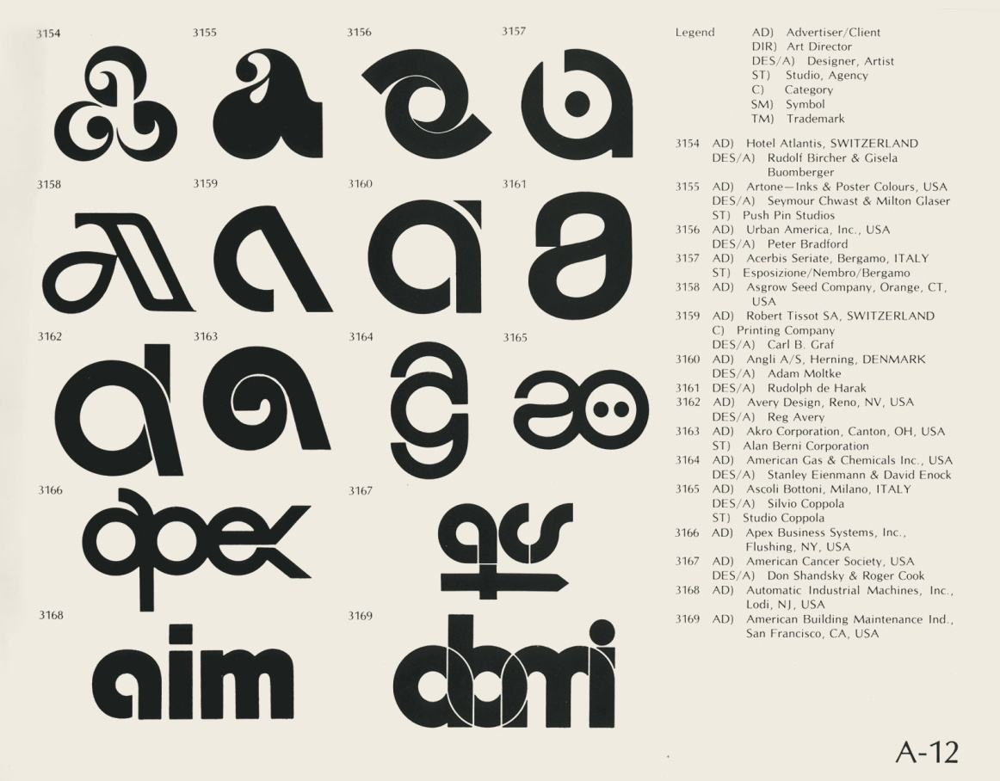 3154
3155
3156
3157
3158
3159
3160
3161
3162
3163
3164
3165
3166
apex
3167
acs
3168
aim
3169
abmi
Legend AD) Advertiser/Client
DIR) Art Director
DES/A) Designer, Artist
ST) Studio, Agency
C) Category
SM) Symbol
TM) Trademark
3154 AD) Hotel Atlantis, SWITZERLAND
DES/A) Rudolf Bircher & Gisela
Buomberger
3155 AD) Artone—Inks & Poster Colours, USA
DES/A) Seymour Chwast & Milton Glaser
ST) Push Pin Studios
3156 AD) Urban America, Inc., USA
DES/A) Peter Bradford
3157 AD) Acerbis Seriate, Bergamo, ITALY
ST) Esposizione/Nembro/Bergamo
3158 AD) Asgrow Seed Company, Orange, CT,
USA
3159 AD) Robert Tissot SA, SWITZERLAND
C) Printing Company
DES/A) Carl B. Graf
3160 AD) Angli A/S, Herning, DENMARK
DES/A) Adam Moltke
3161 DES/A) Rudolph de Harak
3162 AD) Avery Design, Reno, NV, USA
DES/A) Reg Avery
3163 AD) Akro Corporation, Canton, OH, USA
ST) Alan Berni Corporation
3164 AD) American Gas & Chemicals Inc., USA
DES/A) Stanley Eienmann & David Enock
3165 AD) Ascoli Bottoni, Milano, ITALY
DES/A) Silvio Coppola
ST) Studio Coppola
3166 AD) Apex Business Systems, Inc.,
Flushing, NY, USA
3167 AD) American Cancer Society, USA
DES/A) Don Shandsky & Roger Cook
3168 AD) Automatic Industrial Machines, Inc.,
Lodi, NJ, USA
3169 AD) American Building Maintenance Ind.,
San Francisco, CA, USA
A-12